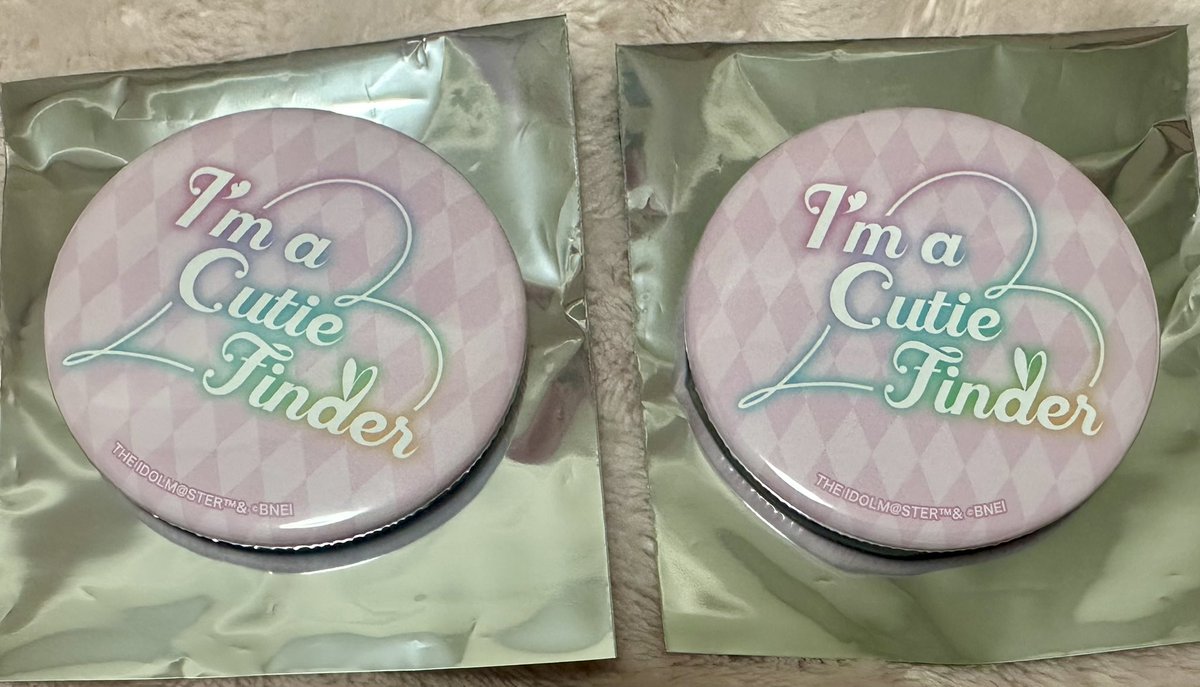 I'm a
Cutie
Finder
THE IDOLM@STER™& ©BNEI
I'm a
Cutie
Finder
THE IDOLM@STER™& ©BNEI